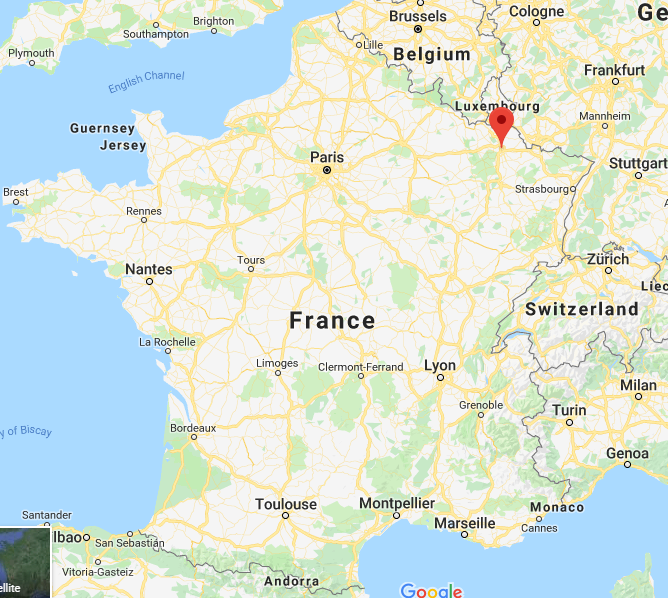 Brussels
Cologne
Ge
Brighton
Southampton
Plymouth
Lille
Belgium
Frankfurt
English Channel
Luxembourg
Mannheim
Guernsey
Jersey
Paris
Stuttgart
Brest
Strasbourg
Rennes
Tours
Nantes
Zürich
Liec
France
Switzerland
La Rochelle
Limoges
Clermont-Ferrand
Lyon
Milan
Grenoble
Turin
Bordeaux
y of Biscay
Genoa
Toulouse
Montpellier
Monaco
Santander
Marseille
Cannes
lbao
San Sebastian
Vitoria-Gasteiz
Andorra
ellite
Google